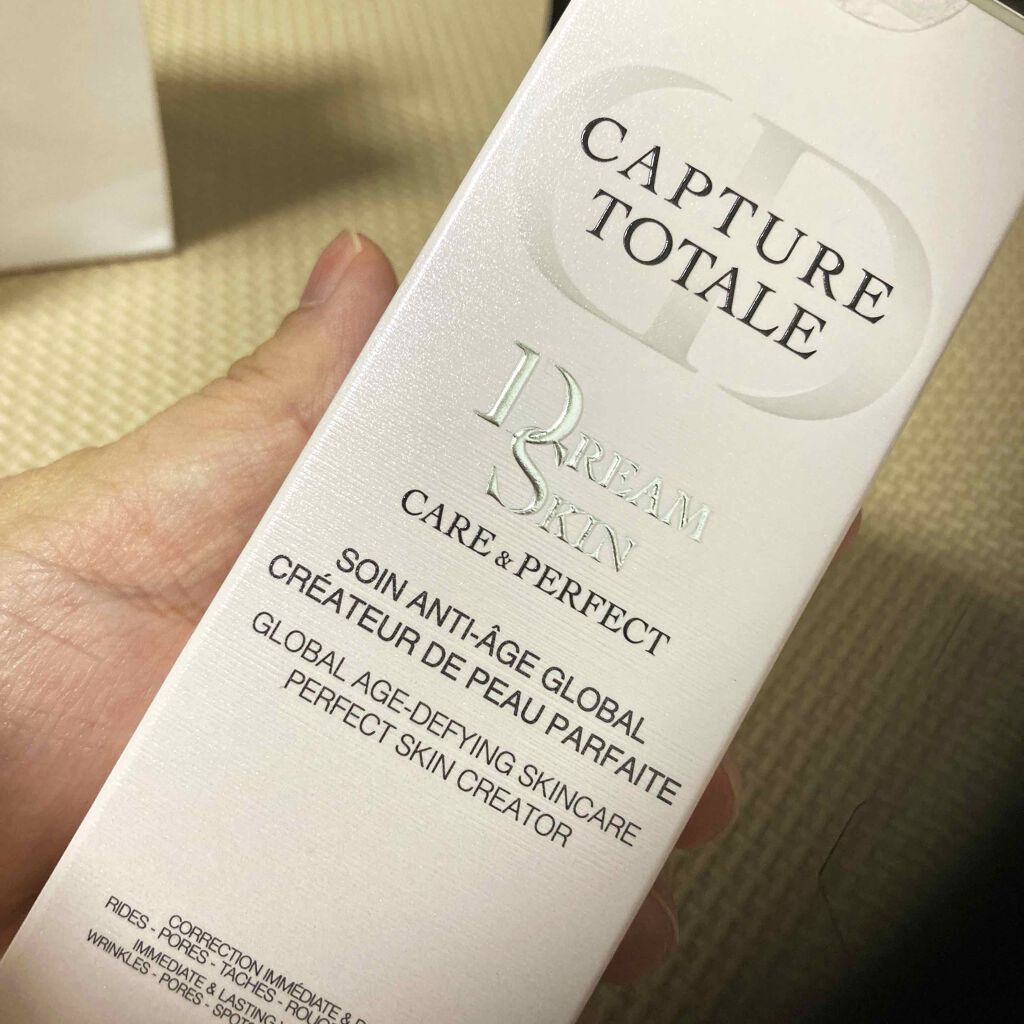 CD
CAPTURE
TOTALE
DREAM
SKIN
CARE & PERFECT
SOIN ANTI-ÂGE GLOBAL
CRÉATEUR DE PEAU PARFAITE
GLOBAL AGE-DEFYING SKINCARE
PERFECT SKIN CREATOR
CORRECTION IMMÉDIATE &
RIDES - PORES - TACHES -
IMMEDIATE & LASTING
WRINKLES - PORES -